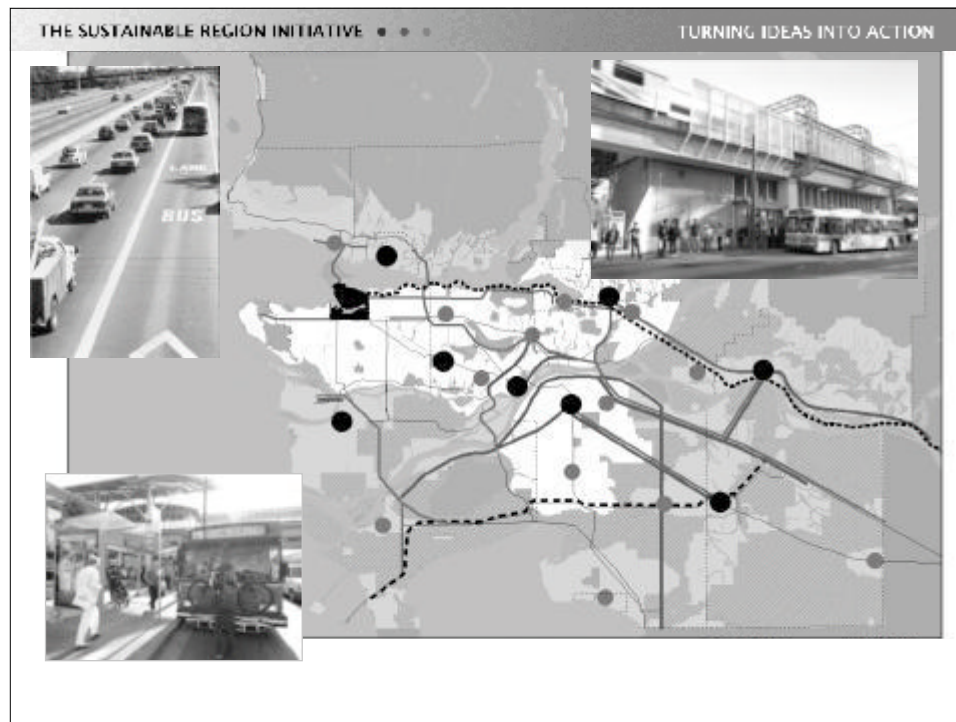 THE SUSTAINABLE REGION INITIATIVE
TURNING IDEAS INTO ACTION
LANE
BUS